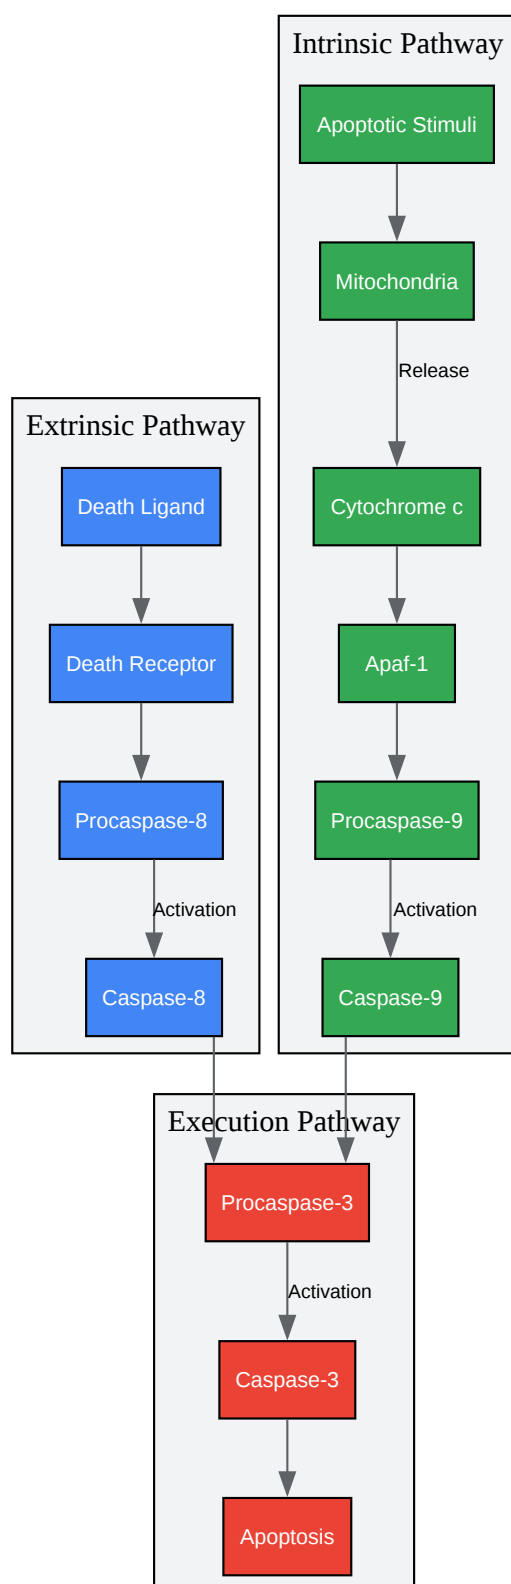 Intrinsic Pathway
Apoptotic Stimuli
Mitochondria
Release
Cytochrome c
Apaf-1
Procaspase-9
Activation
Caspase-9
Extrinsic Pathway
Death Ligand
Death Receptor
Procaspase-8
Activation
Caspase-8
Execution Pathway
Procaspase-3
Activation
Caspase-3
Apoptosis